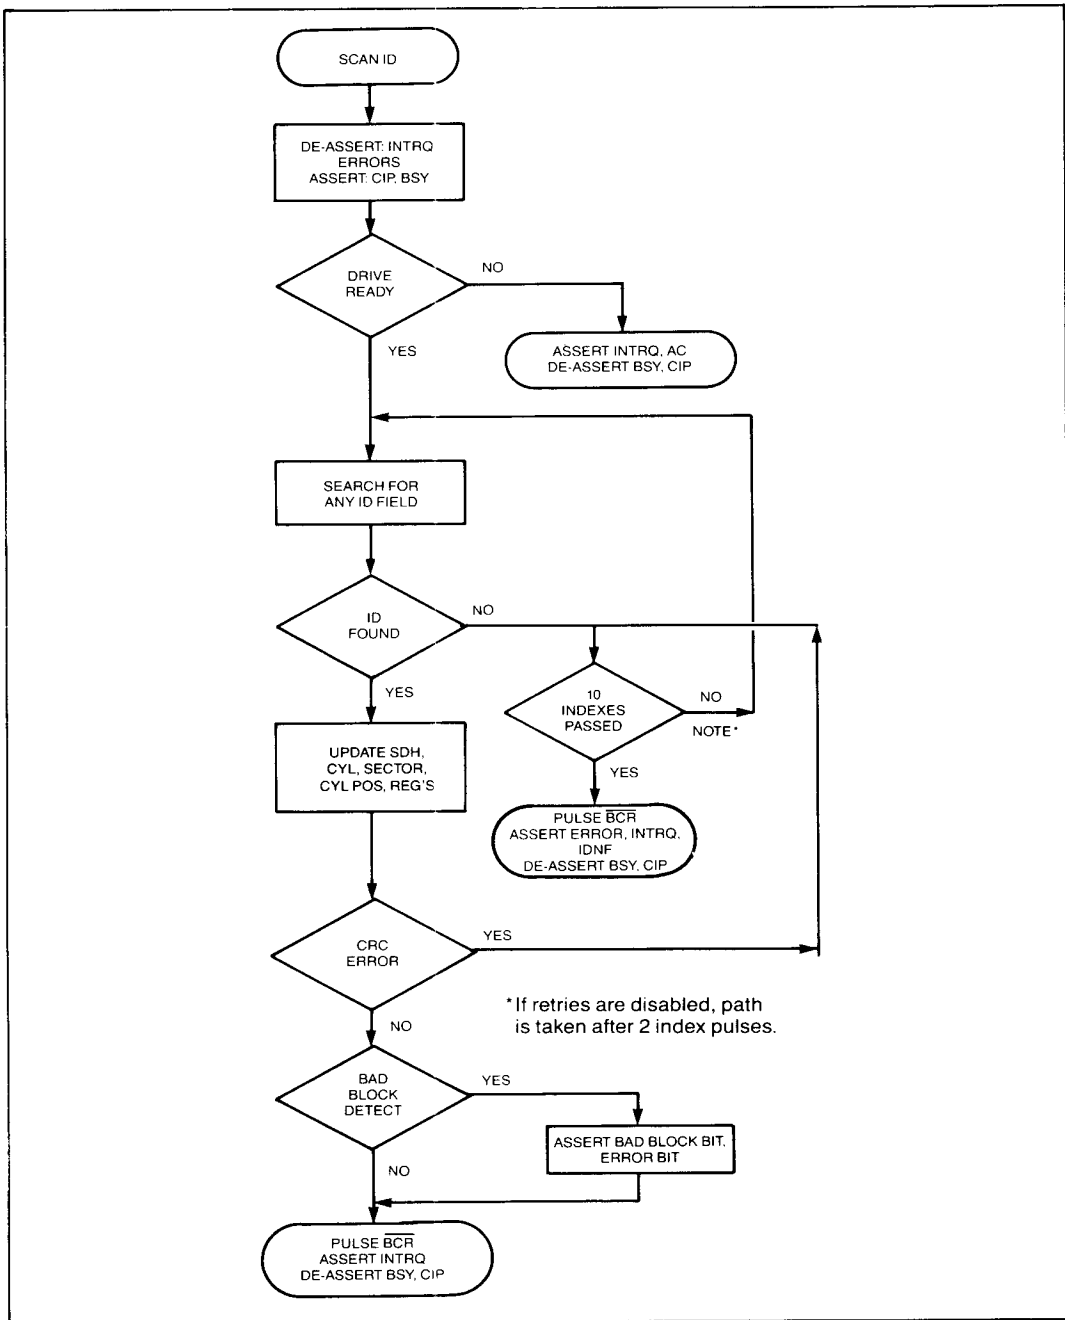 SCAN ID
DE-ASSERT: INTRQ
ERRORS
ASSERT: CIP, BSY
DRIVE
READY
NO
YES
ASSERT INTRQ, AC
DE-ASSERT BSY, CIP
SEARCH FOR
ANY ID FIELD
ID
FOUND
NO
YES
10
INDEXES
PASSED
NO
NOTE*
YES
UPDATE SDH,
CYL, SECTOR,
CYL POS, REG'S
PULSE B̅C̅R̅
ASSERT ERROR, INTRQ,
IDNF
DE-ASSERT BSY, CIP
CRC
ERROR
YES
NO
*If retries are disabled, path
is taken after 2 index pulses.
BAD
BLOCK
DETECT
YES
NO
ASSERT BAD BLOCK BIT,
ERROR BIT
PULSE B̅C̅R̅
ASSERT INTRQ
DE-ASSERT BSY, CIP